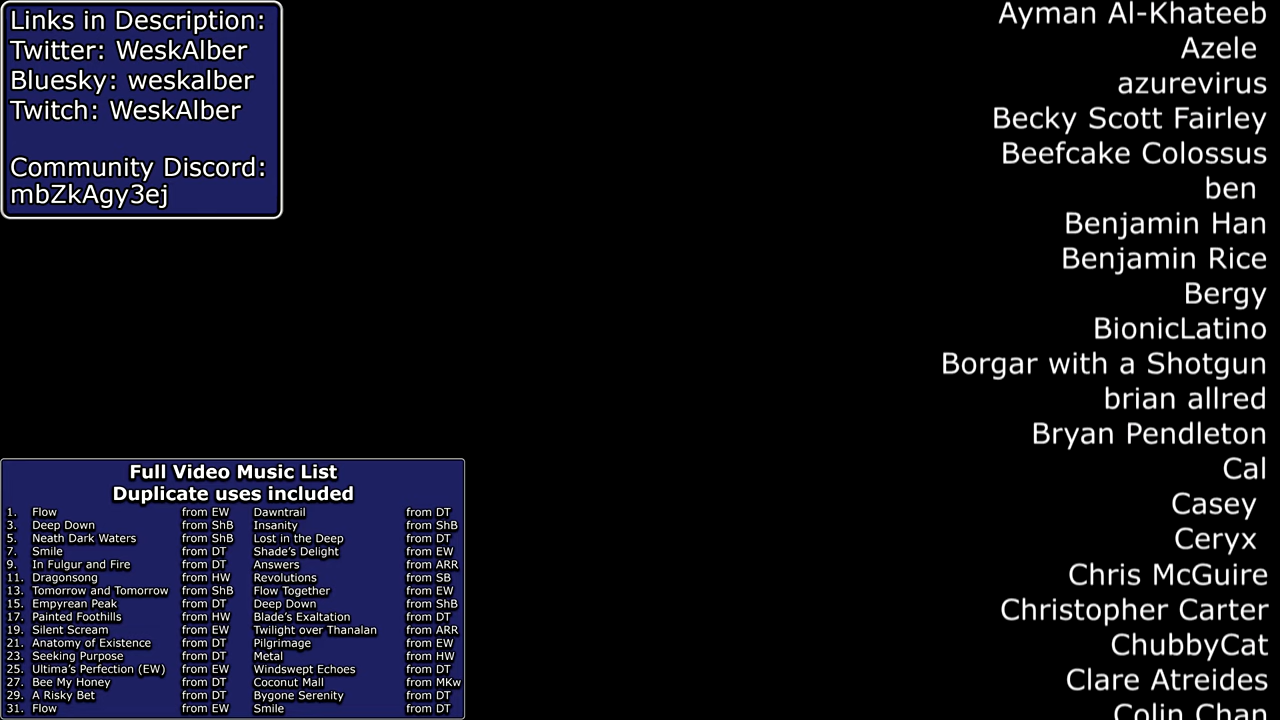 Links in Description:
Twitter: WeskAlber
Bluesky: weskalber
Twitch: WeskAlber
Community Discord:
mbZkAgy3ej
Full Video Music List
Duplicate uses included
1. Flow from EW Dawntrail from DT
3. Deep Down from ShB Insanity from ShB
5. Neath Dark Waters from ShB Lost in the Deep from DT
7. Smile from DT Shade's Delight from EW
9. In Fulgur and Fire from DT Answers from ARR
11. Dragonsong from HW Revolutions from SB
13. Tomorrow and Tomorrow from ShB Flow Together from EW
15. Empyrean Peak from DT Deep Down from ShB
17. Painted Foothills from HW Blade's Exaltation from DT
19. Silent Scream from EW Twilight over Thanalan from ARR
21. Anatomy of Existence from DT Pilgrimage from EW
23. Seeking Purpose from DT Metal from HW
25. Ultima's Perfection (EW) from EW Windswept Echoes from DT
27. Bee My Honey from DT Coconut Mall from MKw
29. A Risky Bet from DT Bygone Serenity from DT
31. Flow from EW Smile from DT
Ayman Al-Khateeb
Azele
azurevirus
Becky Scott Fairley
Beefcake Colossus
ben
Benjamin Han
Benjamin Rice
Bergy
BionicLatino
Borgar with a Shotgun
brian allred
Bryan Pendleton
Cal
Casey
Ceryx
Chris McGuire
Christopher Carter
ChubbyCat
Clare Atreides
Colin Chan